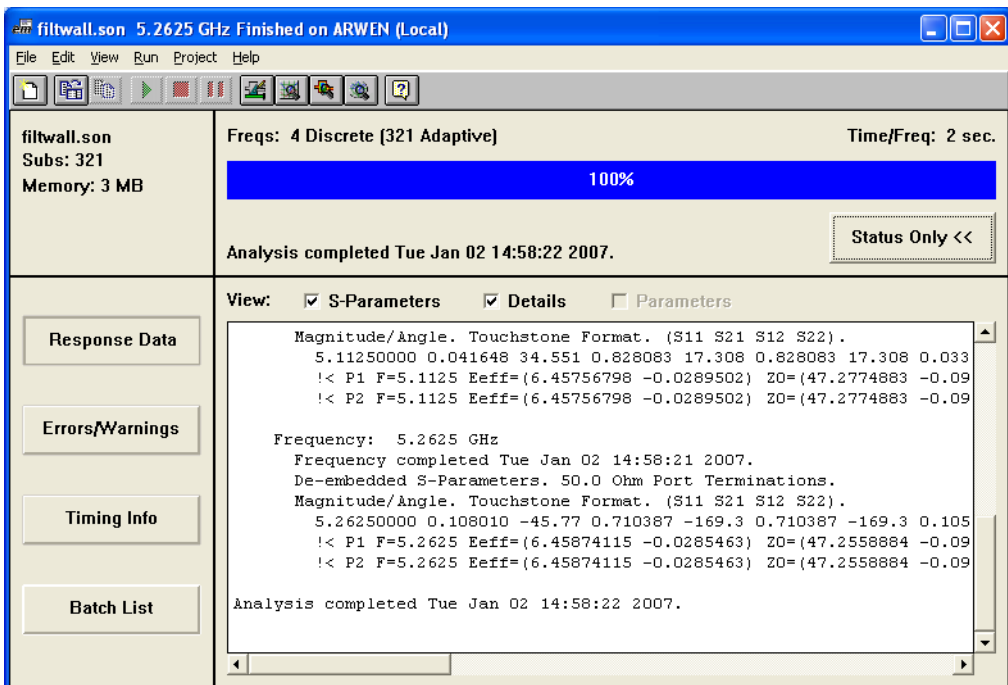 em filtwall.son 5.2625 GHz Finished on ARWEN (Local)
File Edit View Run Project Help
filtwall.son
Subs: 321
Memory: 3 MB
Freqs: 4 Discrete (321 Adaptive) Time/Freq: 2 sec.
100%
Analysis completed Tue Jan 02 14:58:22 2007.
Status Only <<
Response Data
Errors/Warnings
Timing Info
Batch List
View: S-Parameters Details Parameters
Magnitude/Angle. Touchstone Format. (S11 S21 S12 S22).
5.11250000 0.041648 34.551 0.828083 17.308 0.828083 17.308 0.033
!< P1 F=5.1125 Eeff=(6.45756798 -0.0289502) Z0=(47.2774883 -0.09
!< P2 F=5.1125 Eeff=(6.45756798 -0.0289502) Z0=(47.2774883 -0.09
Frequency: 5.2625 GHz
Frequency completed Tue Jan 02 14:58:21 2007.
De-embedded S-Parameters. 50.0 Ohm Port Terminations.
Magnitude/Angle. Touchstone Format. (S11 S21 S12 S22).
5.26250000 0.108010 -45.77 0.710387 -169.3 0.710387 -169.3 0.105
!< P1 F=5.2625 Eeff=(6.45874115 -0.0285463) Z0=(47.2558884 -0.09
!< P2 F=5.2625 Eeff=(6.45874115 -0.0285463) Z0=(47.2558884 -0.09
Analysis completed Tue Jan 02 14:58:22 2007.